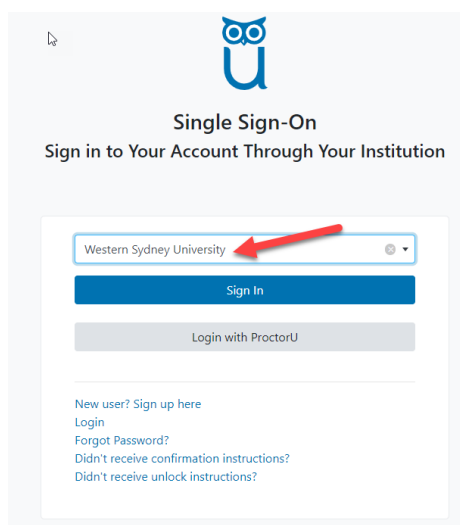 Single Sign-On
Sign in to Your Account Through Your Institution
Western Sydney University
Sign In
Login with ProctorU
New user? Sign up here
Login
Forgot Password?
Didn't receive confirmation instructions?
Didn't receive unlock instructions?